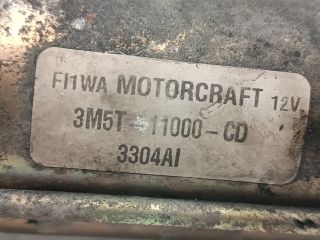 FI1WA MOTORCRAFT 12V
3M5T-11000-CD
3304AI